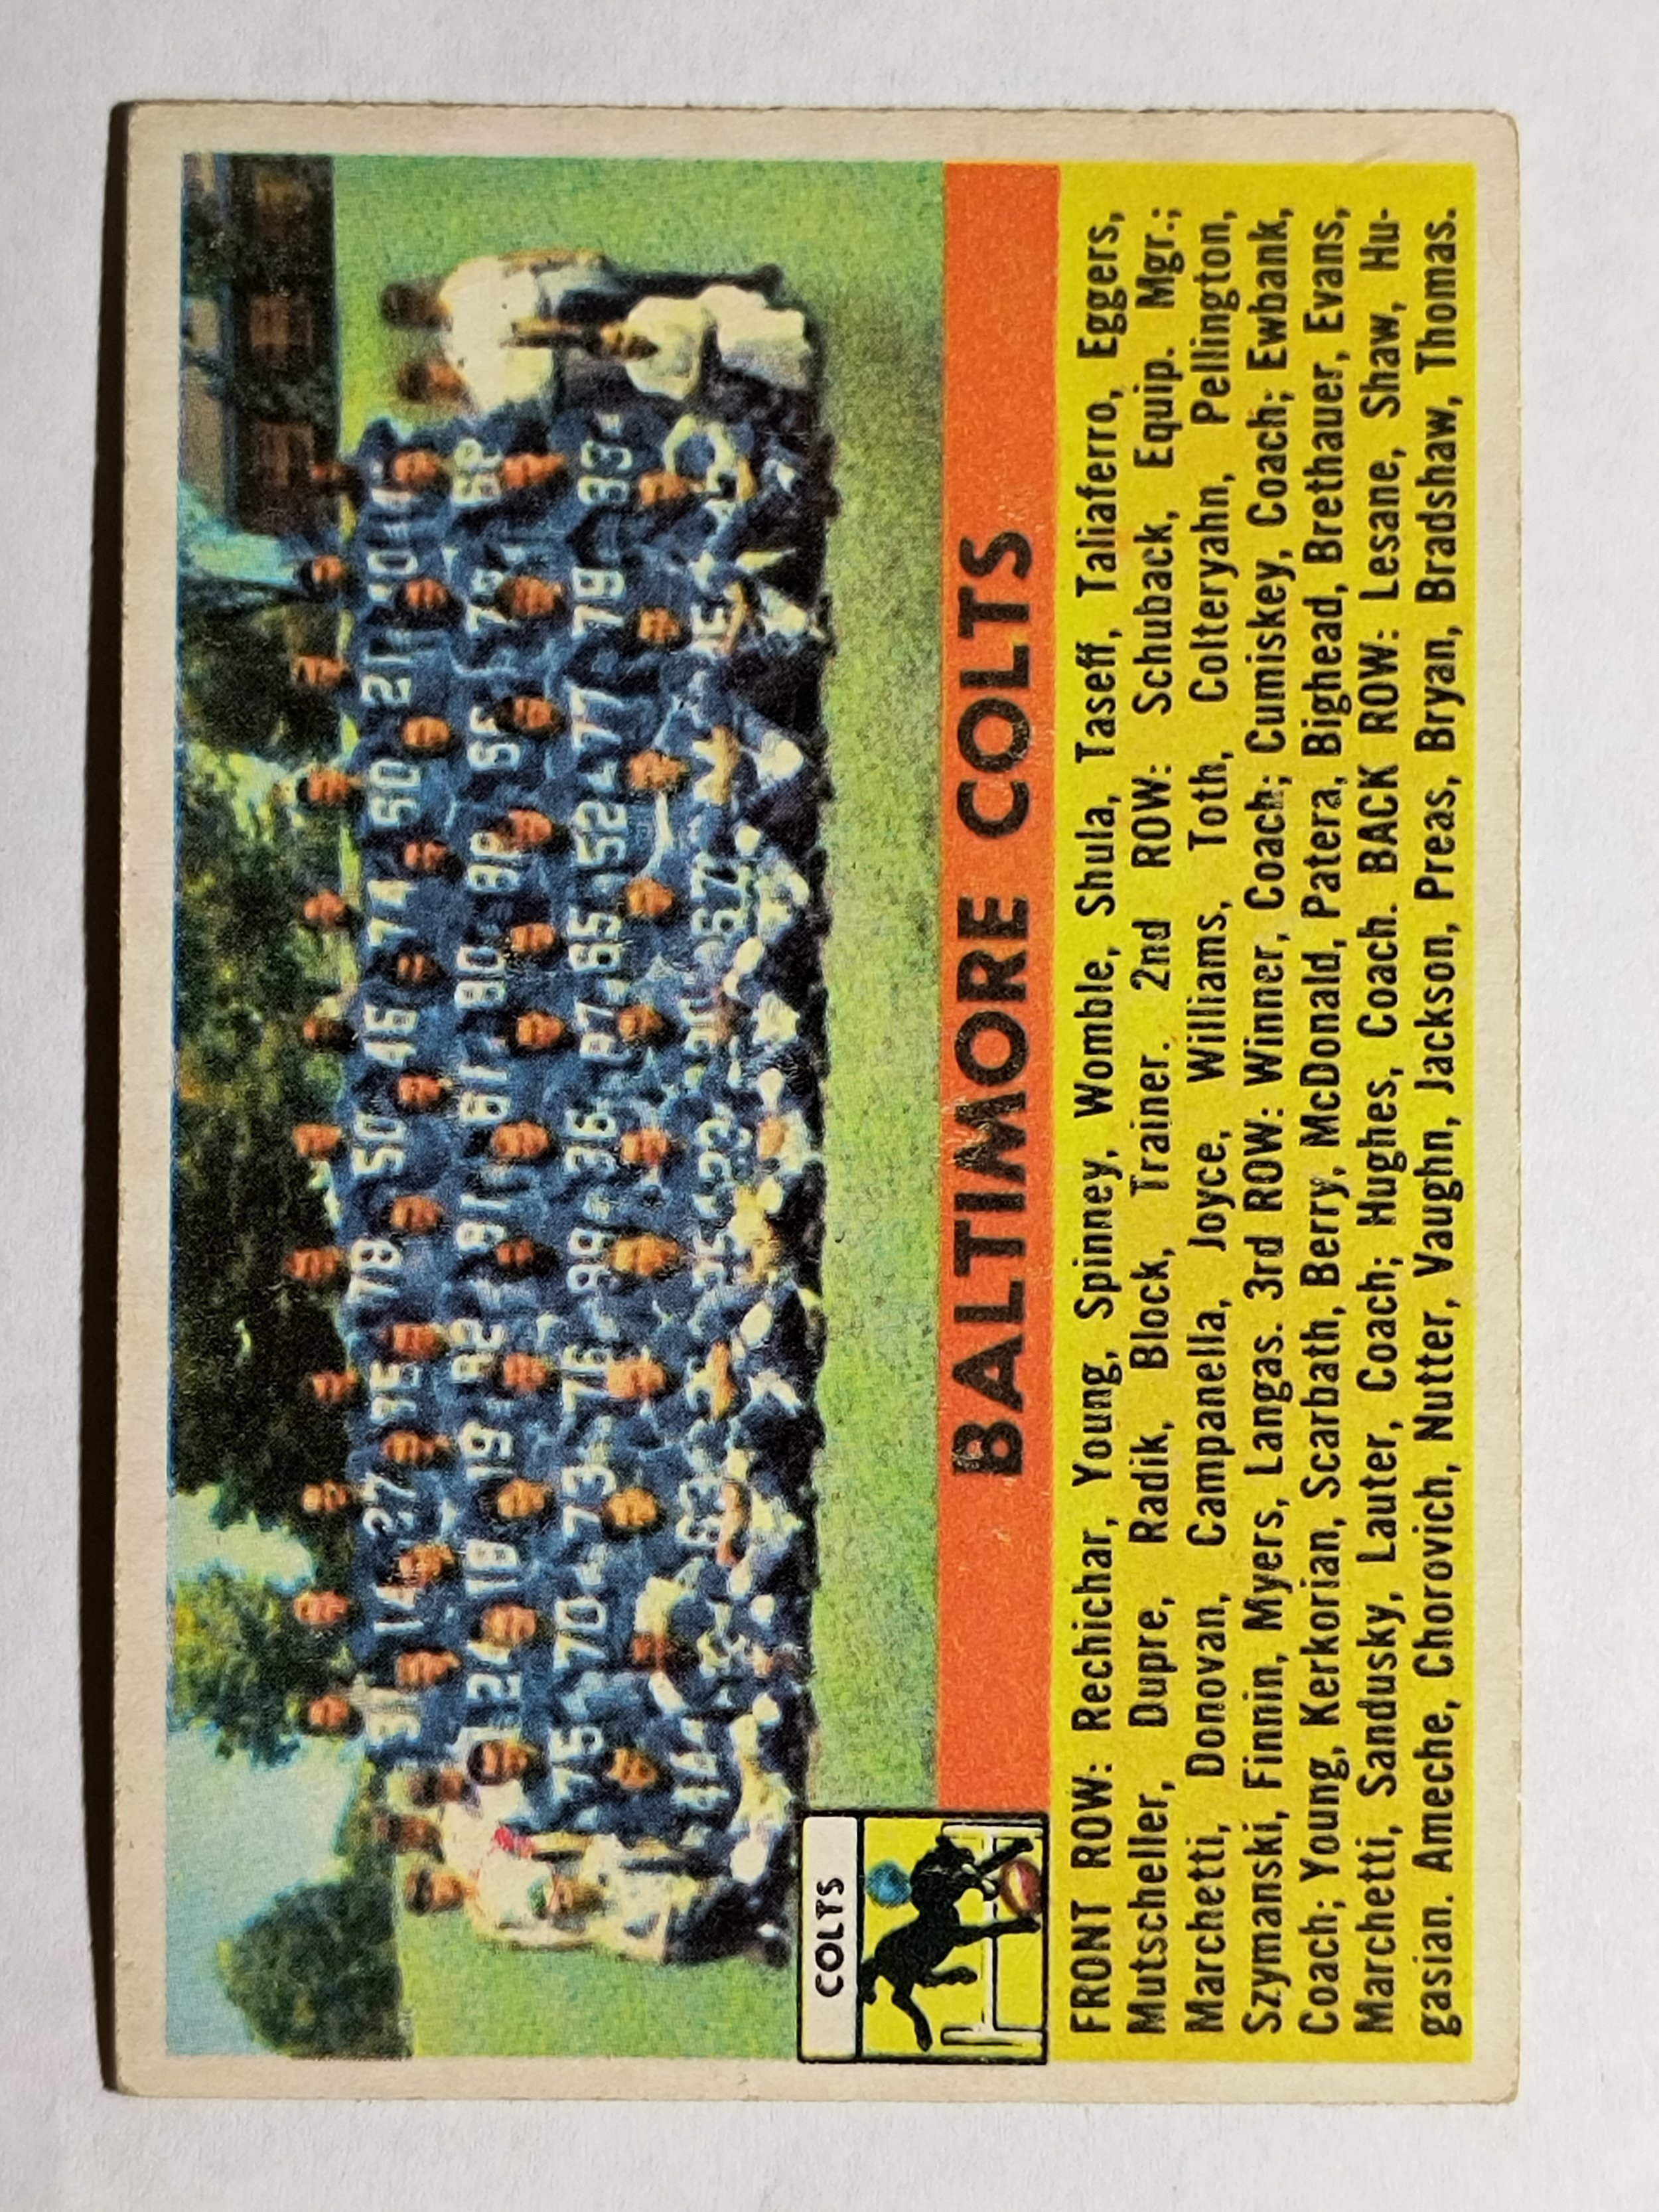 COLTS
BALTIMORE COLTS
FRONT ROW: Rechichar, Young, Spinney, Womble, Shula, Taseff, Taliaferro, Eggers,
Mutscheller, Dupre, Radik, Block, Trainer. 2nd ROW: Schuback, Equip. Mgr.;
Marchetti, Donovan, Campanella, Joyce, Williams, Toth, Colteryahn, Pellington,
Szymanski, Finnin, Myers, Langas. 3rd ROW: Winner, Coach; Cumiskey, Coach; Ewbank,
Coach; Young, Kerkorian, Scarbath, Berry, McDonald, Patera, Bighead, Brethauer, Evans,
Marchetti, Sandusky, Lauter, Coach; Hughes, Coach. BACK ROW: Lesane, Shaw, Hu-
gasian, Ameche, Chorovich, Nutter, Vaughn, Jackson, Preas, Bryan, Bradshaw, Thomas.